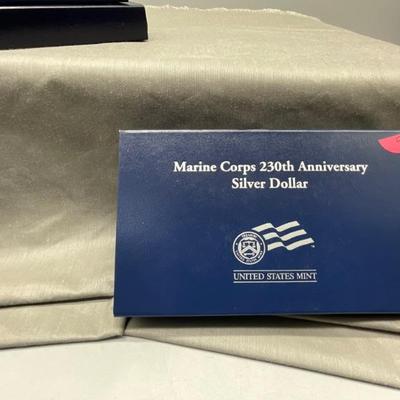 Marine Corps 230th Anniversary
Silver Dollar
UNITED STATES MINT